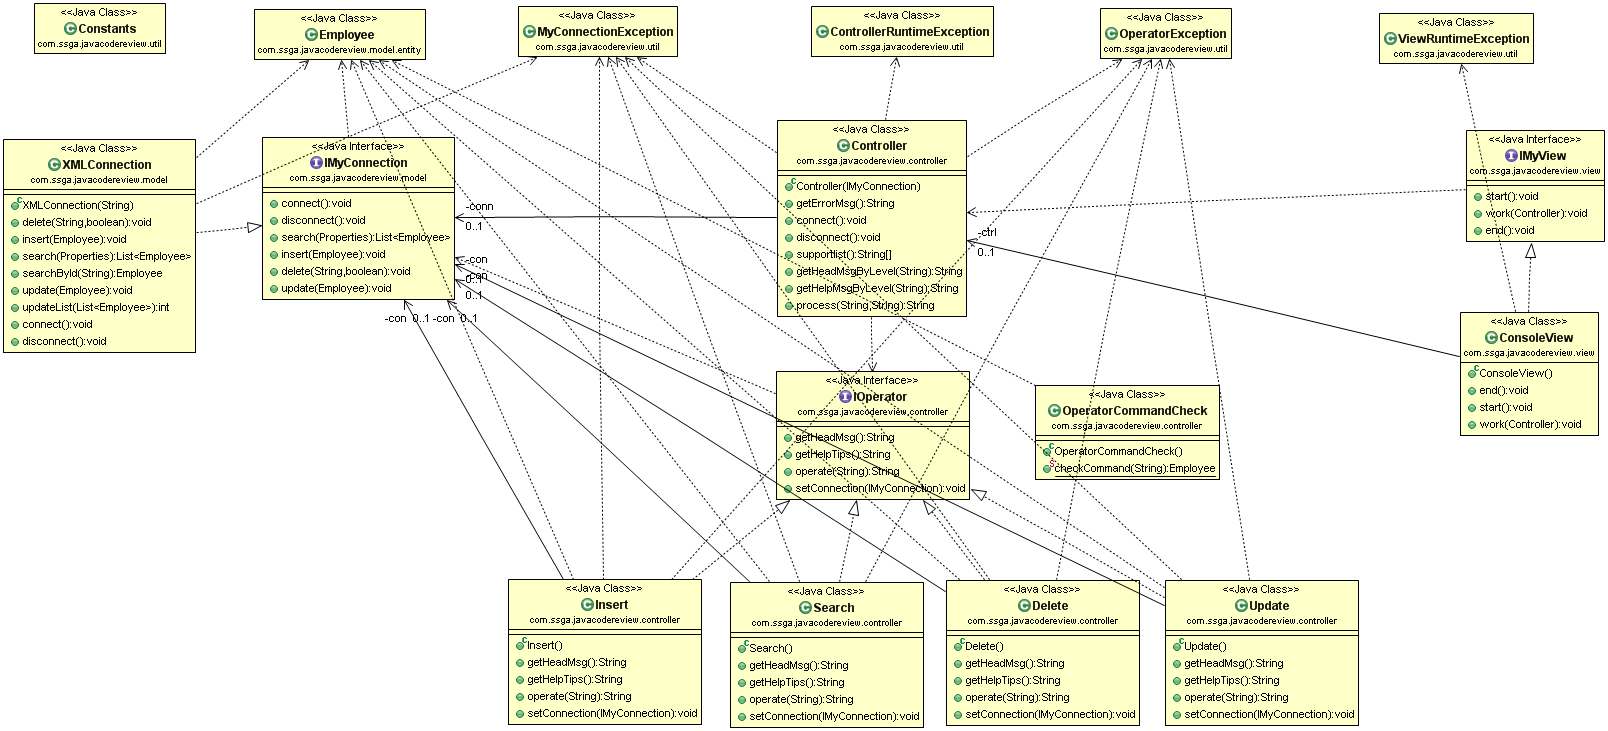 <<Java Class>>
Constants
com.ssga.javacodereview.util
<<Java Class>>
Employee
com.ssga.javacodereview.model.entity
<<Java Class>>
MyConnectionException
com.ssga.javacodereview.util
<<Java Class>>
ControllerRuntimeException
com.ssga.javacodereview.util
<<Java Class>>
OperatorException
com.ssga.javacodereview.util
<<Java Class>>
ViewRuntimeException
com.ssga.javacodereview.util
<<Java Class>>
XMLConnection
com.ssga.javacodereview.model
XMLConnection(String)
delete(String,boolean):void
insert(Employee):void
search(Properties):List<Employee>
searchById(String):Employee
update(Employee):void
updateList(List<Employee>):int
connect():void
disconnect():void
<<Java Interface>>
IMyConnection
com.ssga.javacodereview.model
connect():void
disconnect():void
search(Properties):List<Employee>
insert(Employee):void
delete(String,boolean):void
update(Employee):void
-conn
0..1
-con
-con
0..1
0..1
-con 0..1
-con 0..1
<<Java Class>>
Controller
com.ssga.javacodereview.controller
Controller(IMyConnection)
getErrorMsg():String
connect():void
disconnect():void
supportlist():String[]
getHeadMsgByLevel(String):String
getHelpMsgByLevel(String):String
process(String,String):String
-ctrl
0..1
<<Java Interface>>
IMyView
com.ssga.javacodereview.view
start():void
work(Controller):void
end():void
<<Java Class>>
ConsoleView
com.ssga.javacodereview.view
ConsoleView()
end():void
start():void
work(Controller):void
<<Java Interface>>
IOperator
com.ssga.javacodereview.controller
getHeadMsg():String
getHelpTips():String
operate(String):String
setConnection(IMyConnection):void
<<Java Class>>
OperatorCommandCheck
com.ssga.javacodereview.controller
OperatorCommandCheck()
checkCommand(String):Employee
<<Java Class>>
Insert
com.ssga.javacodereview.controller
Insert()
getHeadMsg():String
getHelpTips():String
operate(String):String
setConnection(IMyConnection):void
<<Java Class>>
Search
com.ssga.javacodereview.controller
Search()
getHeadMsg():String
getHelpTips():String
operate(String):String
setConnection(IMyConnection):void
<<Java Class>>
Delete
com.ssga.javacodereview.controller
Delete()
getHeadMsg():String
getHelpTips():String
operate(String):String
setConnection(IMyConnection):void
<<Java Class>>
Update
com.ssga.javacodereview.controller
Update()
getHeadMsg():String
getHelpTips():String
operate(String):String
setConnection(IMyConnection):void